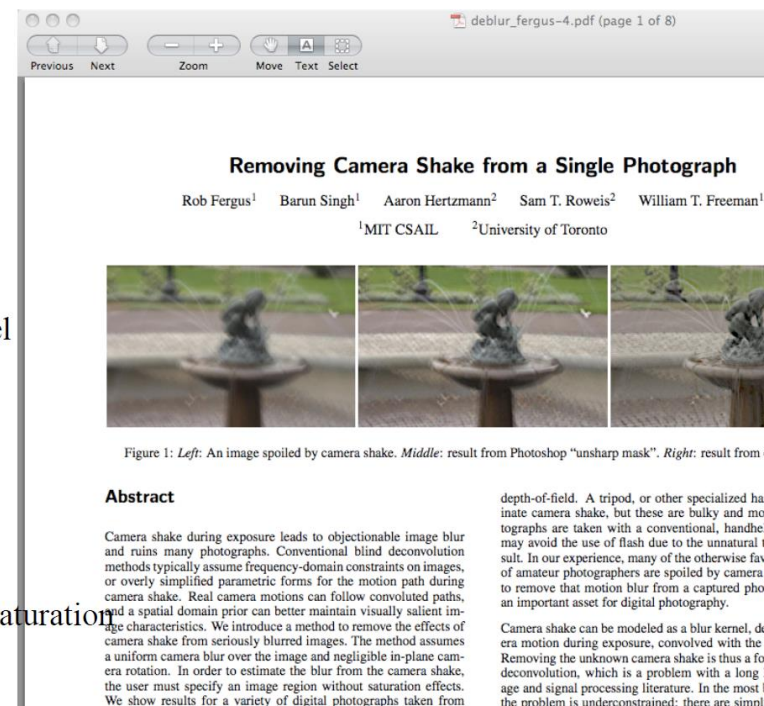 deblur_fergus-4.pdf (page 1 of 8)
Previous Next Zoom Move Text Select
Removing Camera Shake from a Single Photograph
Rob Fergus1 Barun Singh1 Aaron Hertzmann2 Sam T. Roweis2 William T. Freeman1
1MIT CSAIL 2University of Toronto
el
Figure 1: Left: An image spoiled by camera shake. Middle: result from Photoshop “unsharp mask”. Right: result from
Abstract
Camera shake during exposure leads to objectionable image blur
and ruins many photographs. Conventional blind deconvolution
methods typically assume frequency-domain constraints on images,
or overly simplified parametric forms for the motion path during
camera shake. Real camera motions can follow convoluted paths,
aturation
and a spatial domain prior can better maintain visually salient im-
age characteristics. We introduce a method to remove the effects of
camera shake from seriously blurred images. The method assumes
a uniform camera blur over the image and negligible in-plane cam-
era rotation. In order to estimate the blur from the camera shake,
the user must specify an image region without saturation effects.
We show results for a variety of digital photographs taken from
depth-of-field. A tripod, or other specialized ha
inate camera shake, but these are bulky and mo
tographs are taken with a conventional, handhe
may avoid the use of flash due to the unnatural t
sult. In our experience, many of the otherwise fav
of amateur photographers are spoiled by camera
to remove that motion blur from a captured pho
an important asset for digital photography.
Camera shake can be modeled as a blur kernel, de
era motion during exposure, convolved with the
Removing the unknown camera shake is thus a fo
deconvolution, which is a problem with a long
age and signal processing literature. In the most
the problem is underconstrained: there are simpl